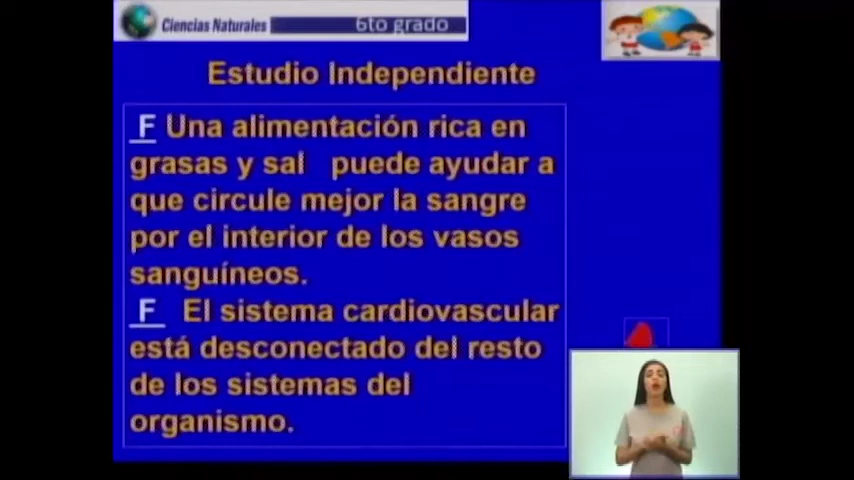 Ciencias Naturales 6to grado
Estudio Independiente
F Una alimentación rica en
grasas y sal puede ayudar a
que circule mejor la sangre
por el interior de los vasos
sanguíneos.
F El sistema cardiovascular
está desconectado del resto
de los sistemas del
organismo.